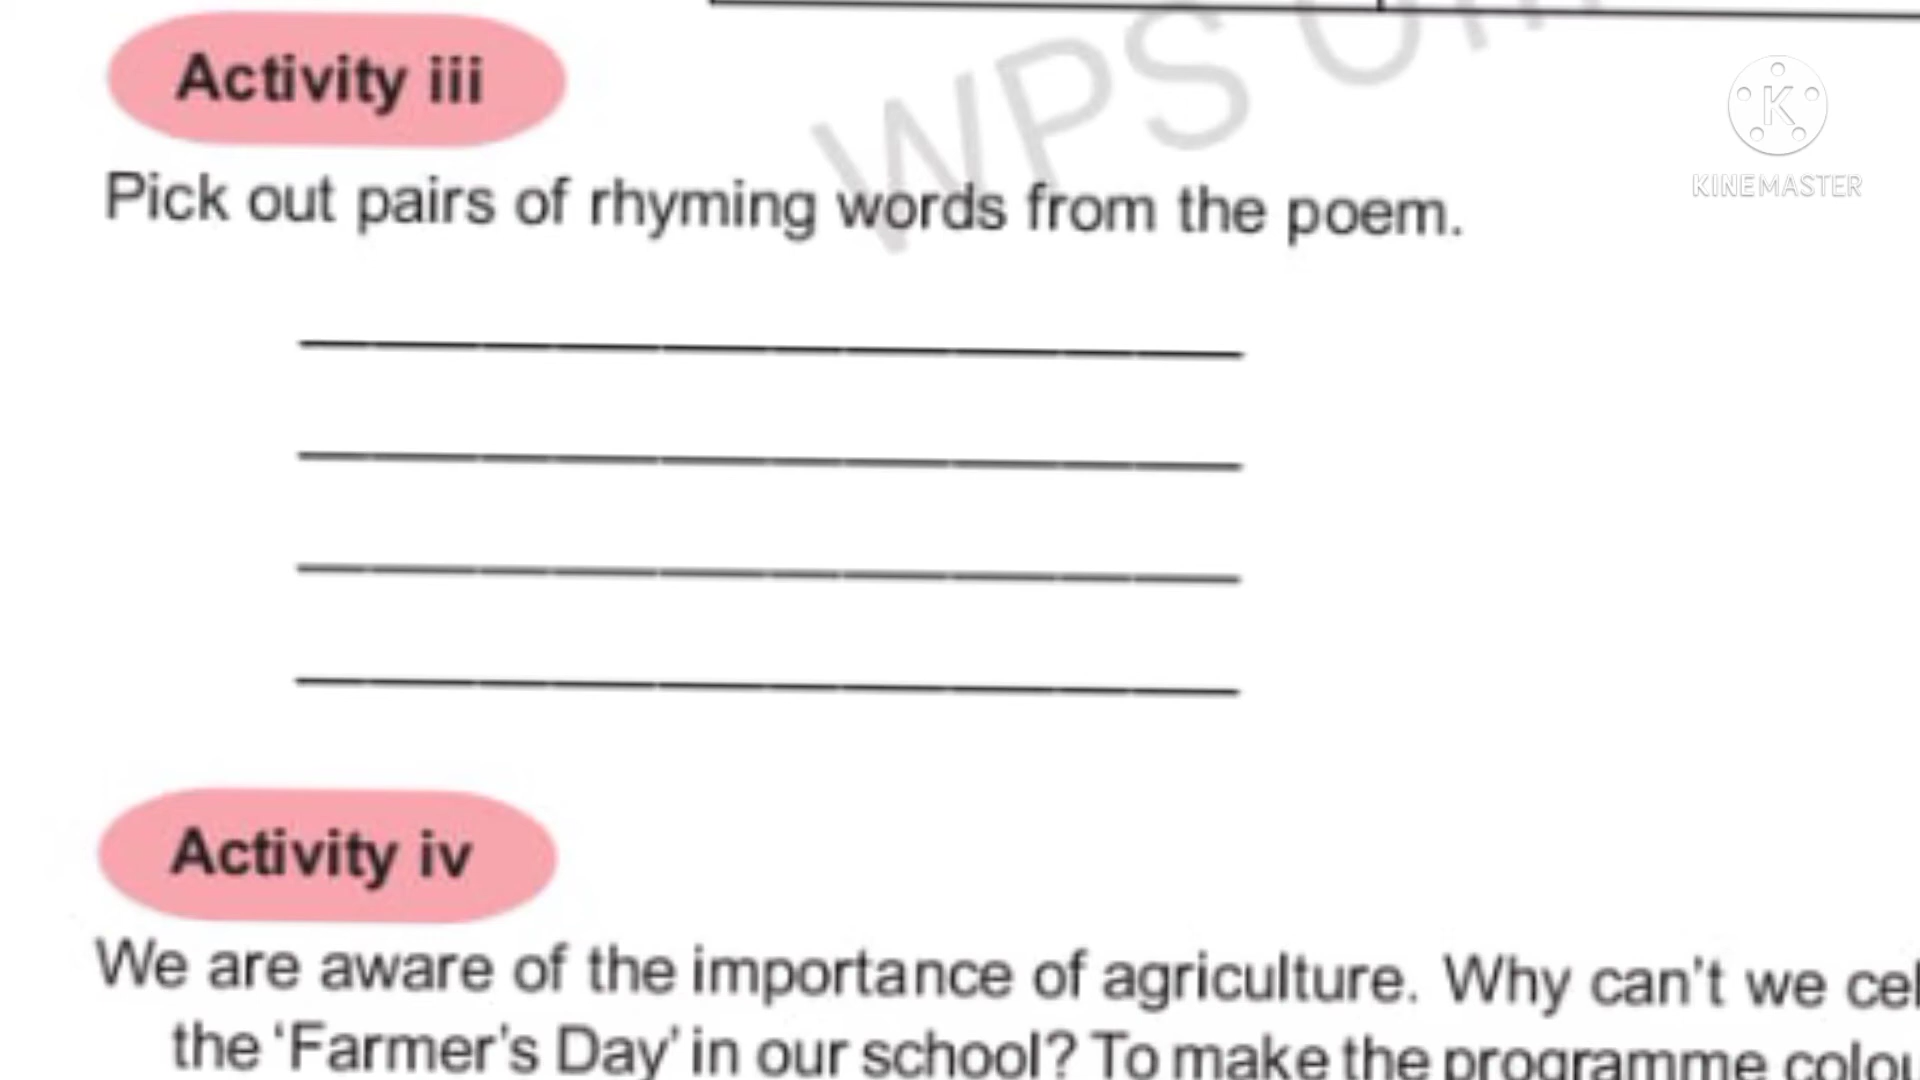 WPS
K
KINEMASTER
Activity iii
Pick out pairs of rhyming words from the poem.
Activity iv
We are aware of the importance of agriculture. Why can't we
the ‘Farmer's Day’ in our school? To make the programme